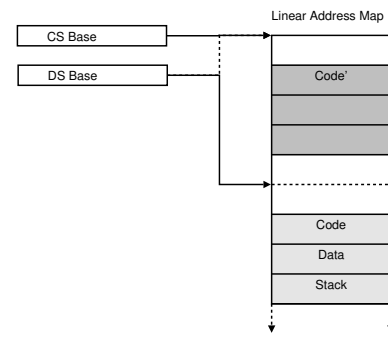 Linear Address Map
CS Base
DS Base
Code'
Code
Data
Stack